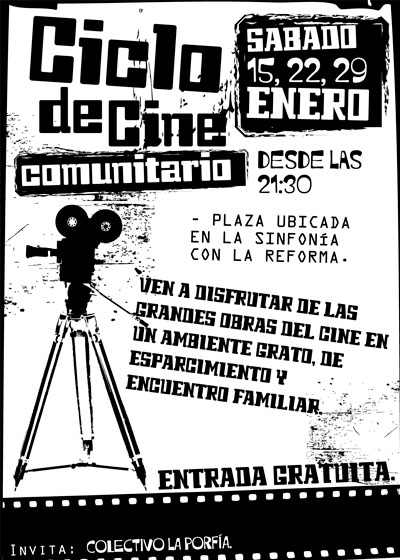 Ciclo
de Cine
comunitario
SABADO
15, 22, 29
ENERO
DESDE LAS
21:30
- PLAZA UBICADA
EN LA SINFONÍA
CON LA REFORMA.
VEN A DISFRUTAR DE LAS
GRANDES OBRAS DEL CINE EN
UN AMBIENTE GRATO, DE
ESPARCIMIENTO Y
ENCUENTRO FAMILIAR
ENTRADA GRATUITA.
INVITA: COLECTIVO LA PORFÍA.